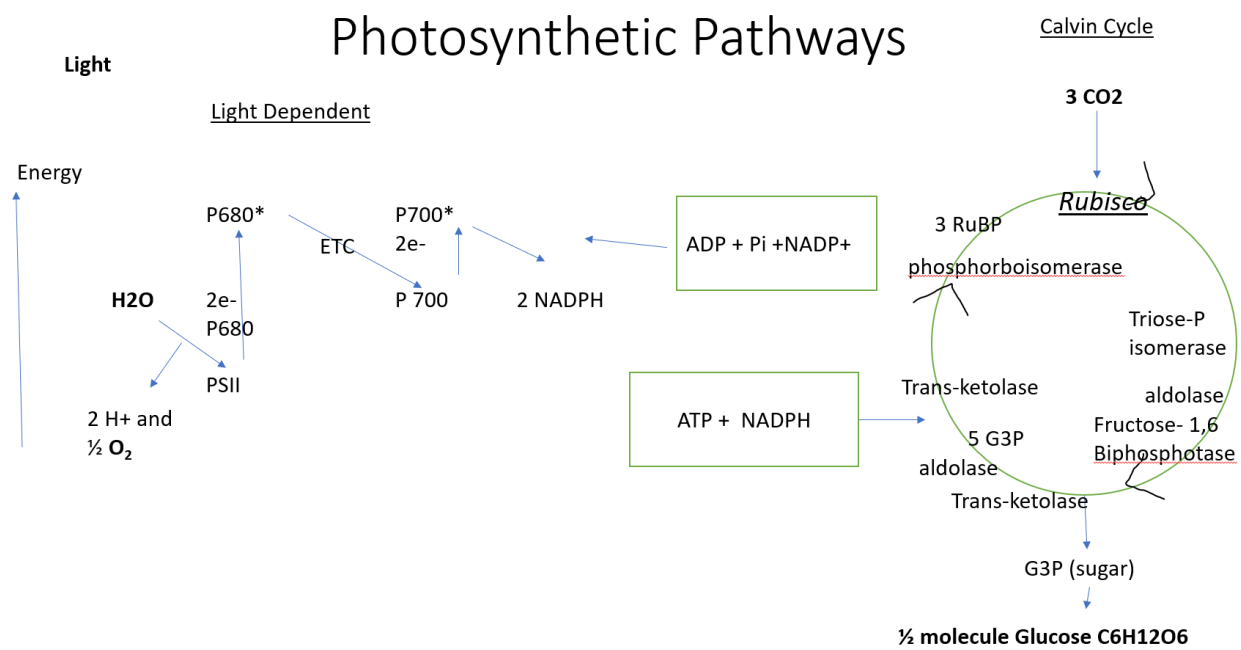 Photosynthetic Pathways
Calvin Cycle
Light
3 CO2
Light Dependent
Energy
P680*
P700*
Rubisco
3 RuBP
ETC
2e-
ADP + Pi +NADP+
phosphorboisomerase
H2O
2e-
P 700
2 NADPH
P680
Triose-P
isomerase
PSII
Trans-ketolase
aldolase
2 H+ and
½ O₂
ATP + NADPH
Fructose- 1,6
5 G3P
Biphosphotase
aldolase
Trans-ketolase
G3P (sugar)
½ molecule Glucose C6H12O6